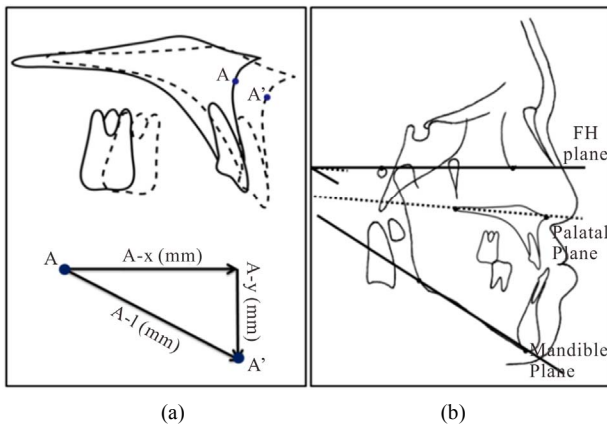 A
A'
A
A-x (mm)
A-y (mm)
A-l (mm)
A'
(a)
FH
plane
Palatal
Plane
Mandible
Plane
(b)